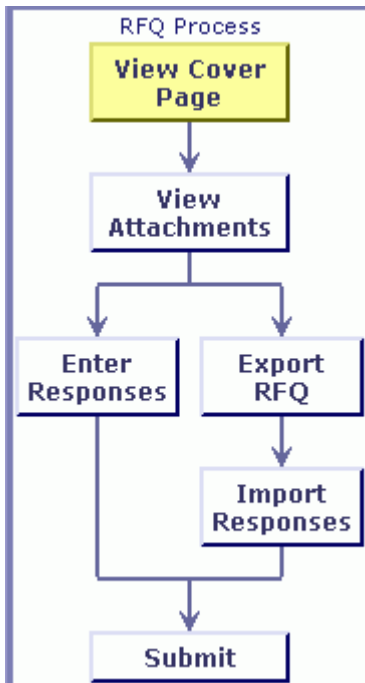 RFQ Process
View Cover
Page
View
Attachments
Enter
Responses
Export
RFQ
Import
Responses
Submit